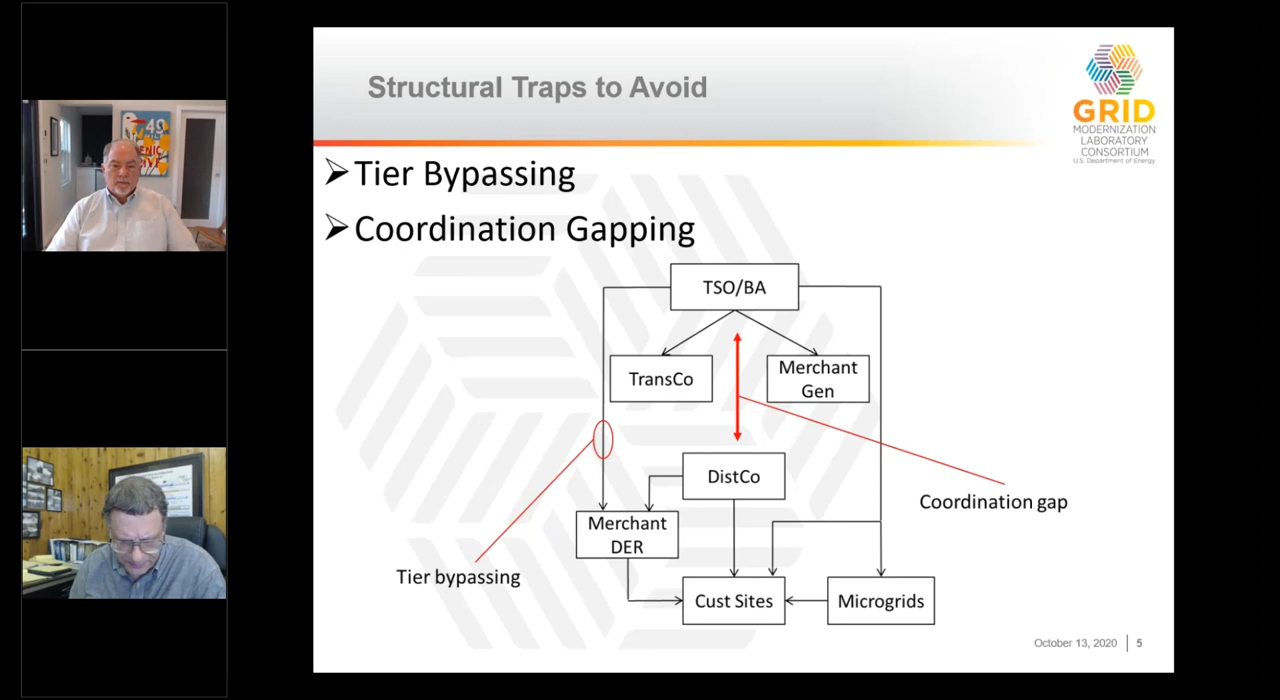 Structural Traps to Avoid
GRID
MODERNIZATION
LABORATORY
CONSORTIUM
U.S. Department of Energy
➢Tier Bypassing
➢Coordination Gapping
TSO/BA
TransCo
Merchant
Gen
DistCo
Coordination gap
Merchant
DER
Tier bypassing
Cust Sites
Microgrids
October 13, 2020 | 5
49